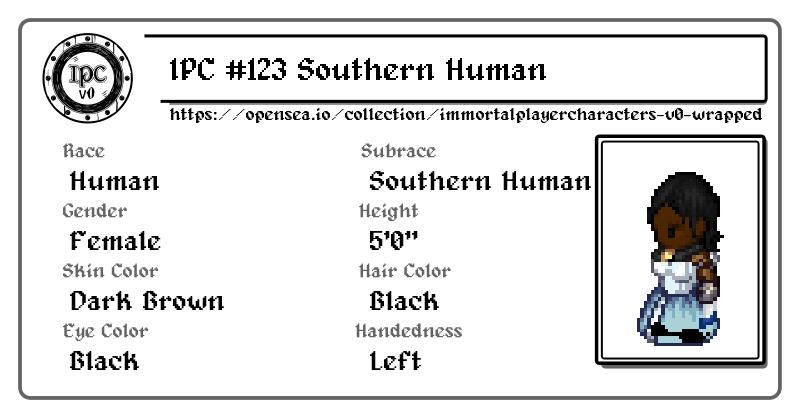 IPC
v0
IPC #123 Southern Human
https://opensea.io/collection/immortalplayercharacters-v0-wrapped
Race
Subrace
Human
Southern Human
Gender
Height
Female
5'0"
Skin Color
Hair Color
Dark Brown
Black
Eye Color
Handedness
Black
Left